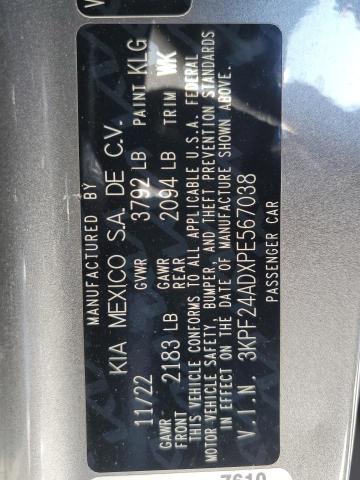 MANUFACTURED BY
KIA MEXICO S.A. DE C.V.
11/22 GVWR 3792 LB PAINT KLG
GAWR FRONT 2183 LB GAWR REAR 2094 LB TRIM WK
THIS VEHICLE CONFORMS TO ALL APPLICABLE U.S.A. FEDERAL
MOTOR VEHICLE SAFETY, BUMPER, AND THEFT PREVENTION STANDARDS
IN EFFECT ON THE DATE OF MANUFACTURE SHOWN ABOVE.
V.I.N. 3KPF24ADXPE567038
PASSENGER CAR